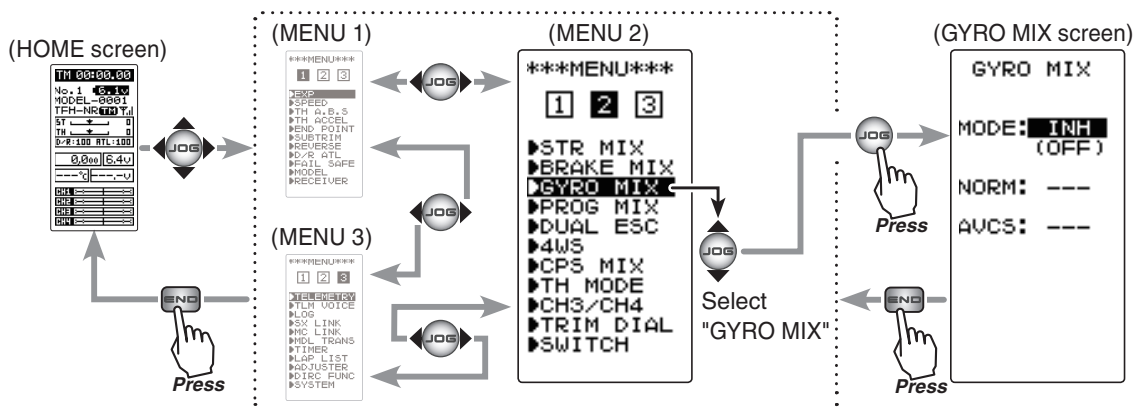 (HOME screen)
TM 00:00.00
No.1 6.1v
MODEL-0001
TFH-NR TM
ST 0
TH 0
D/R:100 ATL:100
0.0 6.4v
---°c --.-v
CH1
CH2
CH3
CH4
JOG
END
Press
(MENU 1)
***MENU***
1 2 3
EXP
SPEED
TH A.B.S
TH ACCEL
END POINT
SUBTRIM
REVERSE
D/R ATL
FAIL SAFE
MODEL
RECEIVER
JOG
JOG
(MENU 3)
***MENU***
1 2 3
TELEMETRY
TLM VOICE
LOG
SX LINK
MC LINK
MDL TRANS
TIMER
LAP LIST
ADJUSTER
DIRC FUNC
SYSTEM
JOG
(MENU 2)
***MENU***
1 2 3
STR MIX
BRAKE MIX
GYRO MIX
PROG MIX
DUAL ESC
4WS
CPS MIX
TH MODE
CH3/CH4
TRIM DIAL
SWITCH
JOG
Select
"GYRO MIX"
JOG
Press
END
Press
(GYRO MIX screen)
GYRO MIX
MODE: INH
(OFF)
NORM: ---
AVCS: ---